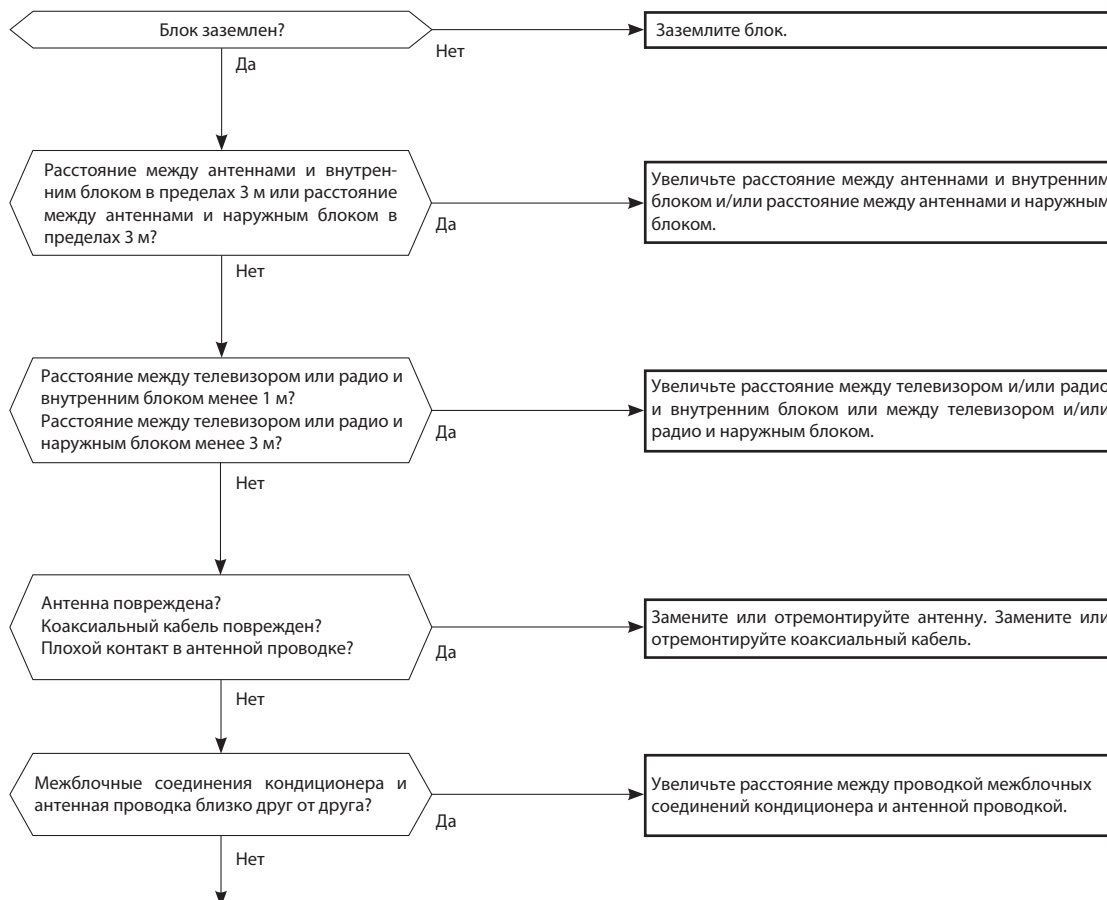 Блок заземлен?
Заземлите блок.
Нет
Да
Расстояние между антеннами и внутрен-
ним блоком в пределах 3 м или расстояние
между антеннами и наружным блоком в
пределах 3 м?
Увеличьте расстояние между антеннами и внутренним
блоком и/или расстояние между антеннами и наружным
блоком.
Да
Нет
Расстояние между телевизором или радио и
внутренним блоком менее 1 м?
Расстояние между телевизором или радио и
наружным блоком менее 3 м?
Увеличьте расстояние между телевизором и/или радио
и внутренним блоком или между телевизором и/или
радио и наружным блоком.
Да
Нет
Антенна повреждена?
Коаксиальный кабель поврежден?
Плохой контакт в антенной проводке?
Замените или отремонтируйте антенну. Замените или
отремонтируйте коаксиальный кабель.
Да
Нет
Межблочные соединения кондиционера и
антенная проводка близко друг от друга?
Увеличьте расстояние между проводкой межблочных
соединений кондиционера и антенной проводкой.
Да
Нет